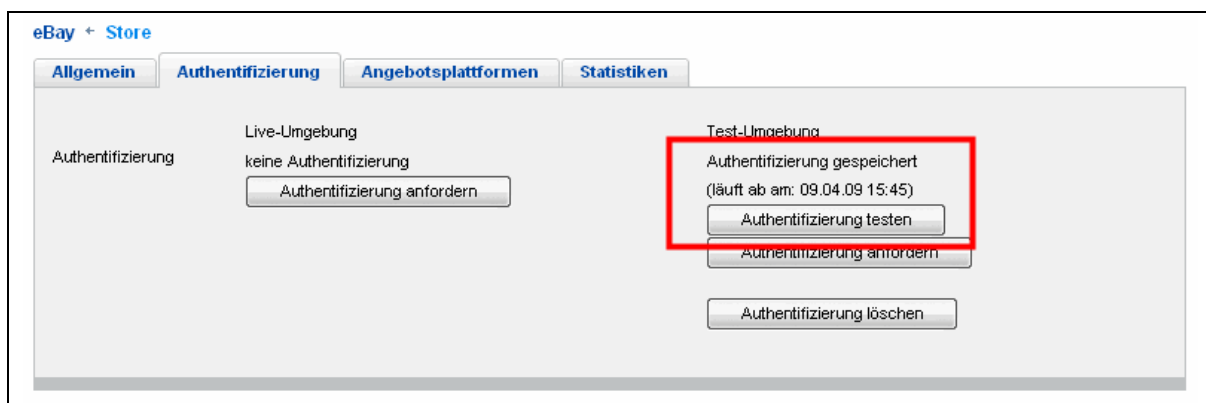 eBay ← Store
Allgemein Authentifizierung Angebotsplattformen Statistiken
Live-Umgebung Test-Umgebung
Authentifizierung keine Authentifizierung Authentifizierung gespeichert
(läuft ab am: 09.04.09 15:45)
Authentifizierung anfordern Authentifizierung testen
Authentifizierung anfordern
Authentifizierung löschen